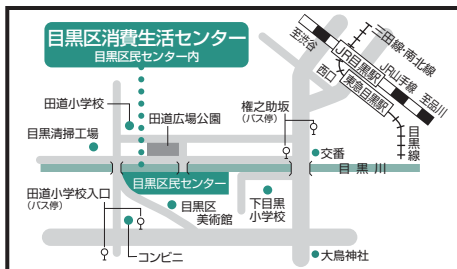 目黒区消費生活センター
目黒区民センター内
至渋谷
三田線・南北線
JR目黒駅
JR山手線
至品川
西口
東急目黒駅
目黒線
田道小学校
田道広場公園
権之助坂
(バス停)
目黒清掃工場
交番
目黒川
目黒区民センター
田道小学校入口
(バス停)
目黒区
美術館
下目黒
小学校
コンビニ
大鳥神社